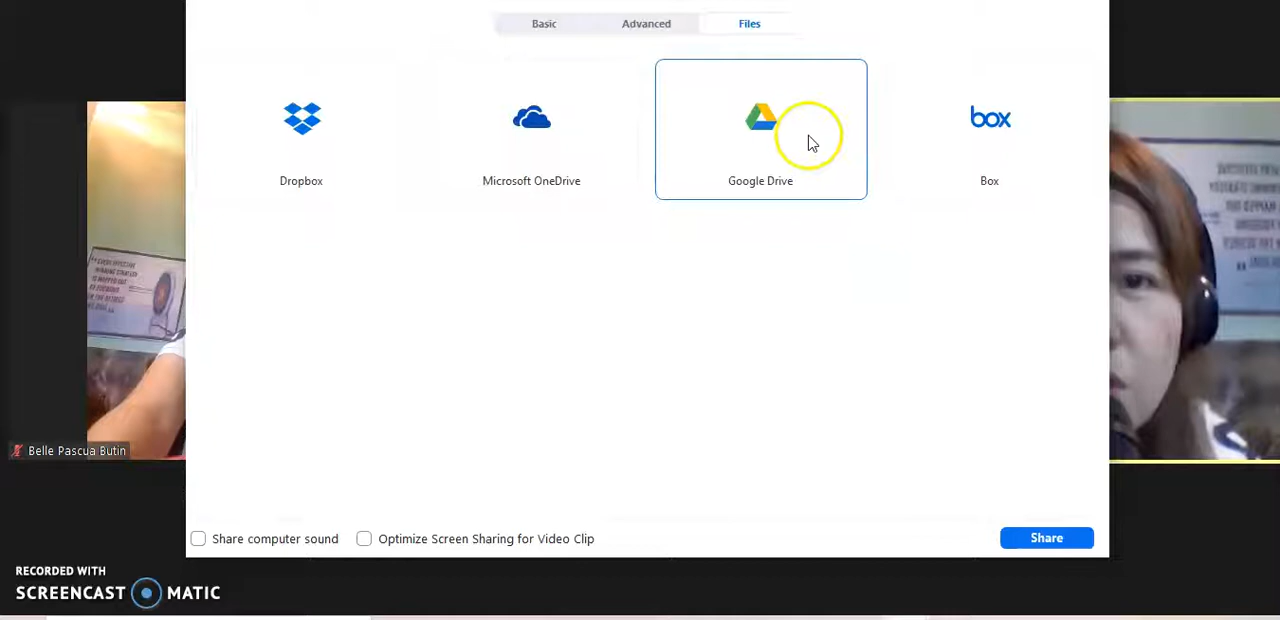 Basic Advanced Files
box
Dropbox Microsoft OneDrive Google Drive Box
Belle Pascua Butin
Share computer sound Optimize Screen Sharing for Video Clip Share
RECORDED WITH
SCREENCAST MATIC